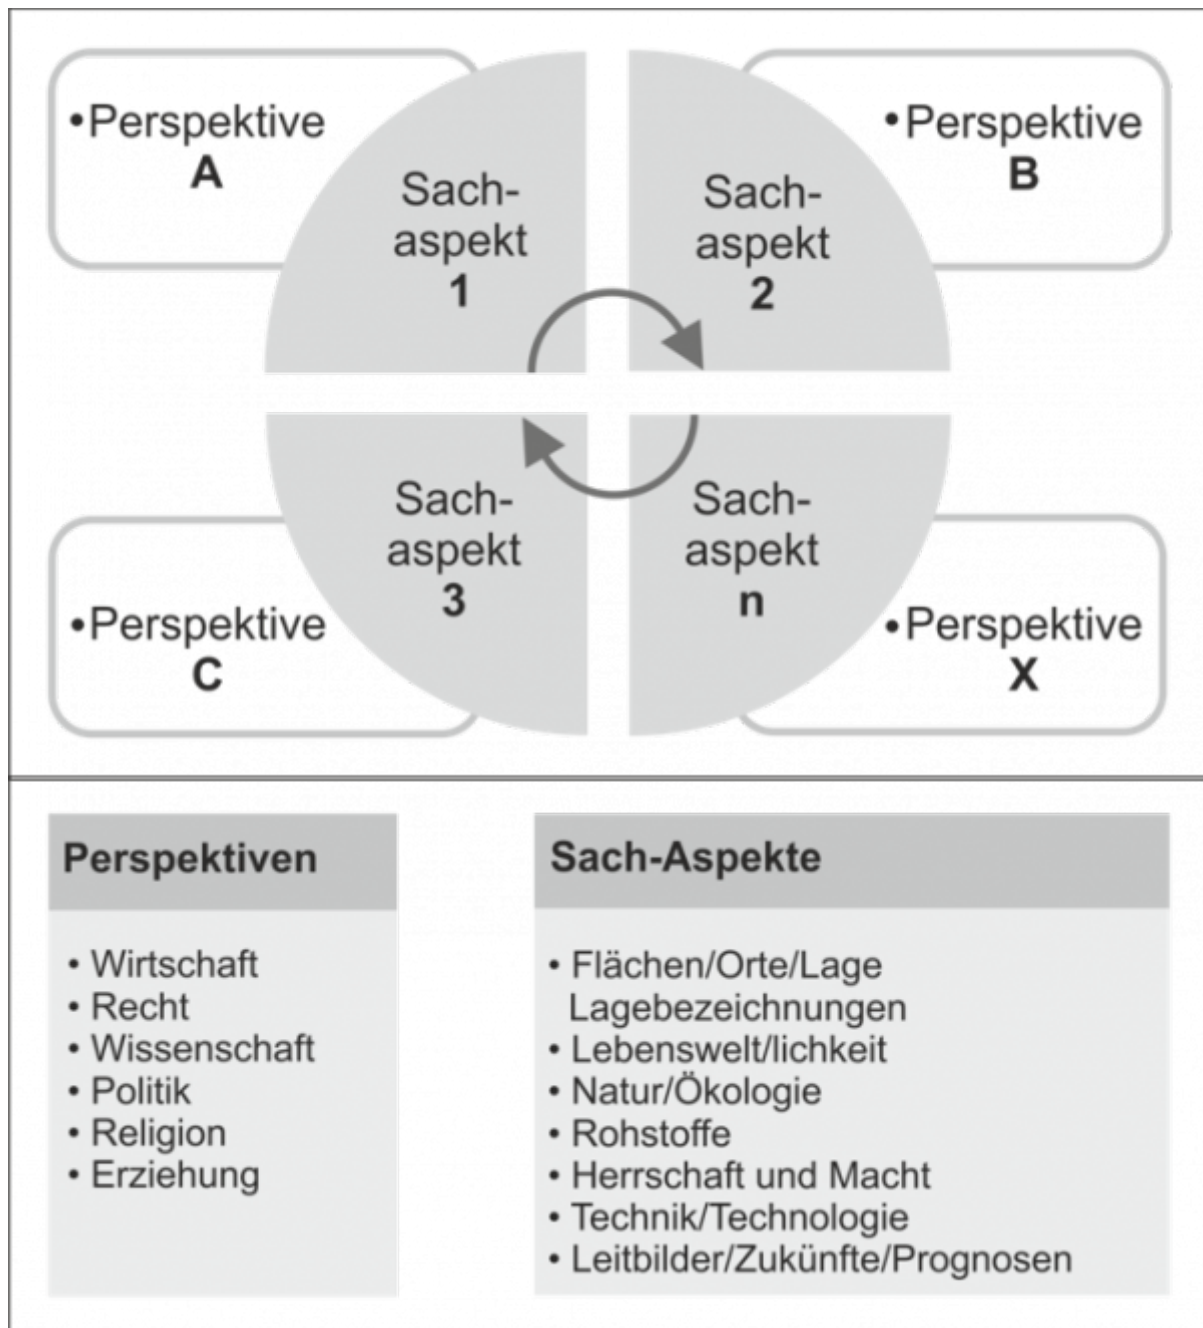 •Perspektive
A
Sach-
aspekt
1
Sach-
aspekt
2
•Perspektive
B
•Perspektive
C
Sach-
aspekt
3
Sach-
aspekt
n
•Perspektive
X
Perspektiven
• Wirtschaft
• Recht
• Wissenschaft
• Politik
• Religion
• Erziehung
Sach-Aspekte
• Flächen/Orte/Lage
Lagebezeichnungen
• Lebenswelt/lichkeit
• Natur/Ökologie
• Rohstoffe
• Herrschaft und Macht
• Technik/Technologie
• Leitbilder/Zukünfte/Prognosen